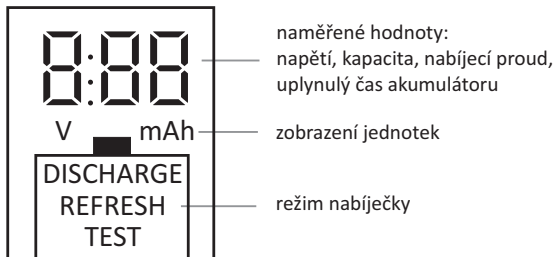 8:88
naměřené hodnoty:
napětí, kapacita, nabíjecí proud,
uplynulý čas akumulátoru
V mAh
zobrazení jednotek
DISCHARGE
REFRESH
TEST
režim nabíječky